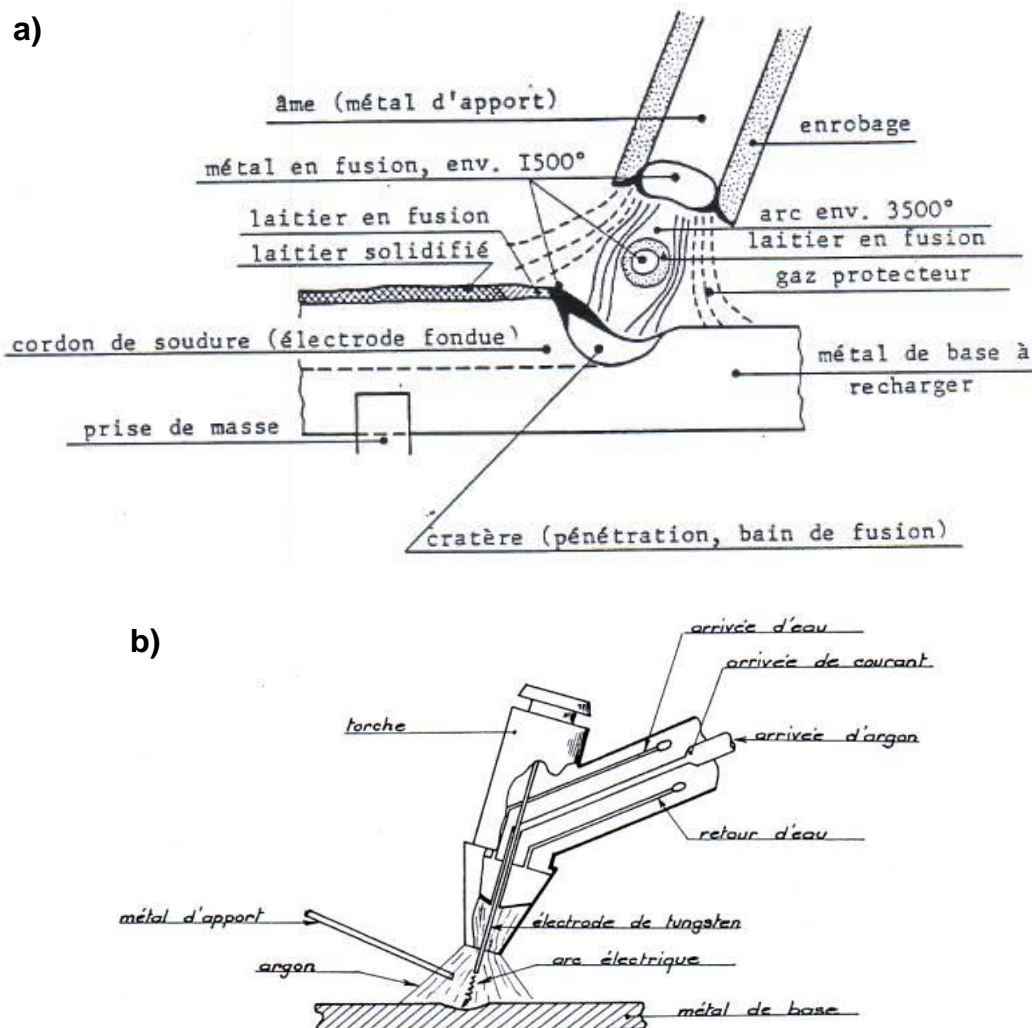 a)
âme (métal d'apport)
enrobage
métal en fusion, env. I500°
laitier en fusion
arc env. 3500°
laitier solidifié
laitier en fusion
gaz protecteur
cordon de soudure (électrode fondue)
métal de base à
recharger
prise de masse
cratère (pénétration, bain de fusion)
b)
arrivée d'eau
arrivée de courant
torche
arrivée d'argon
retour d'eau
métal d'apport
électrode de tungsten
argon
arc électrique
métal de base